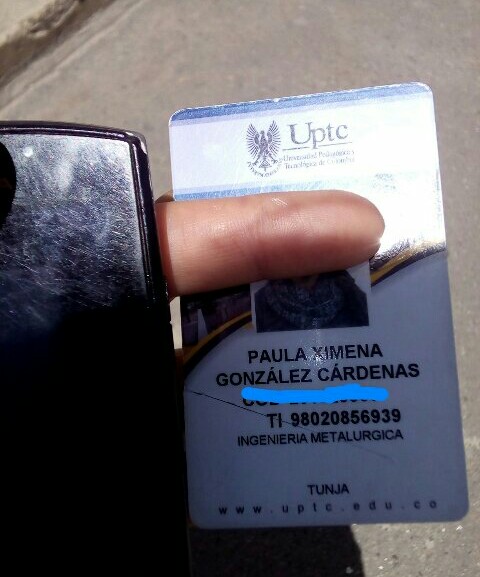 Uptc
Universidad Pedagógica y
Tecnológica de Colombia
PAULA XIMENA
GONZÁLEZ CÁRDENAS
TI 98020856939
INGENIERIA METALURGICA
TUNJA
www.uptc.edu.co